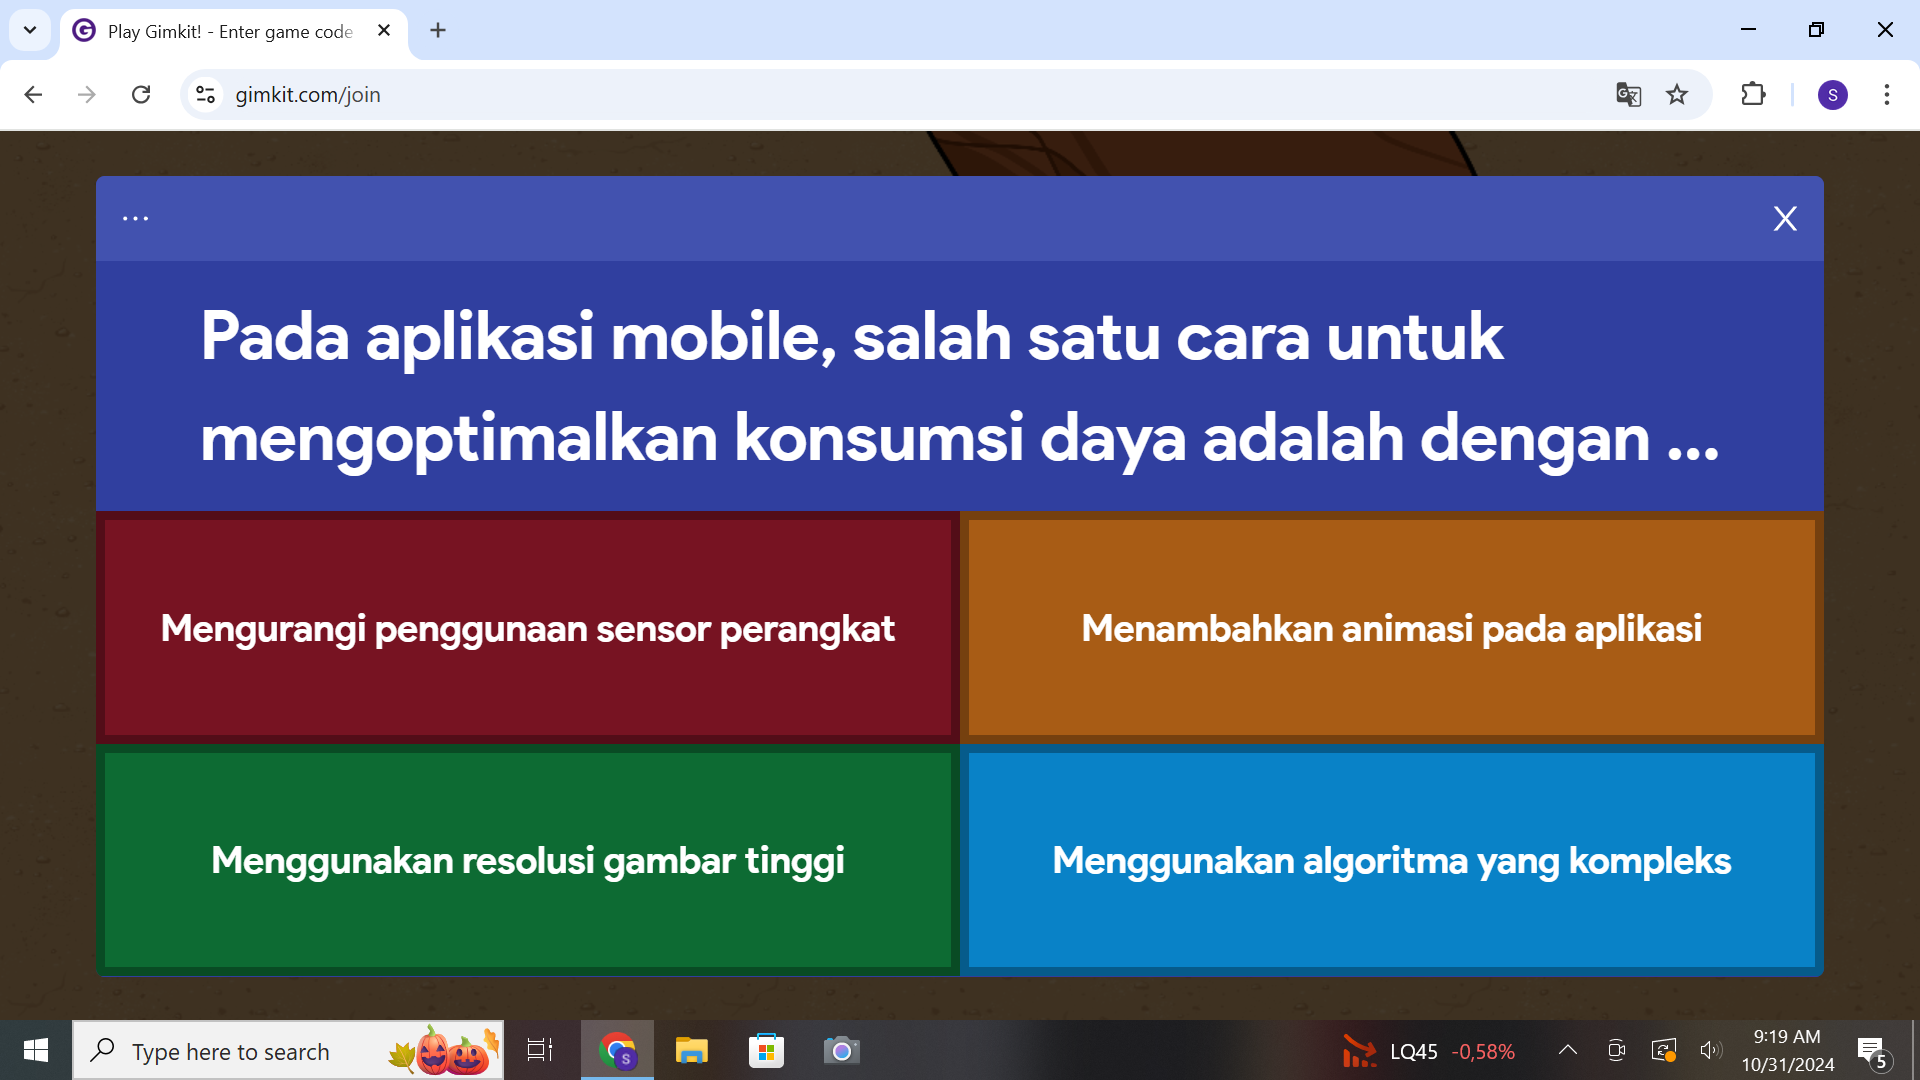 Play Gimkit! - Enter game code
gimkit.com/join
S
...
X
Pada aplikasi mobile, salah satu cara untuk
mengoptimalkan konsumsi daya adalah dengan ...
Mengurangi penggunaan sensor perangkat
Menambahkan animasi pada aplikasi
Menggunakan resolusi gambar tinggi
Menggunakan algoritma yang kompleks
Type here to search
S
LQ45 -0,58%
9:19 AM
10/31/2024
5